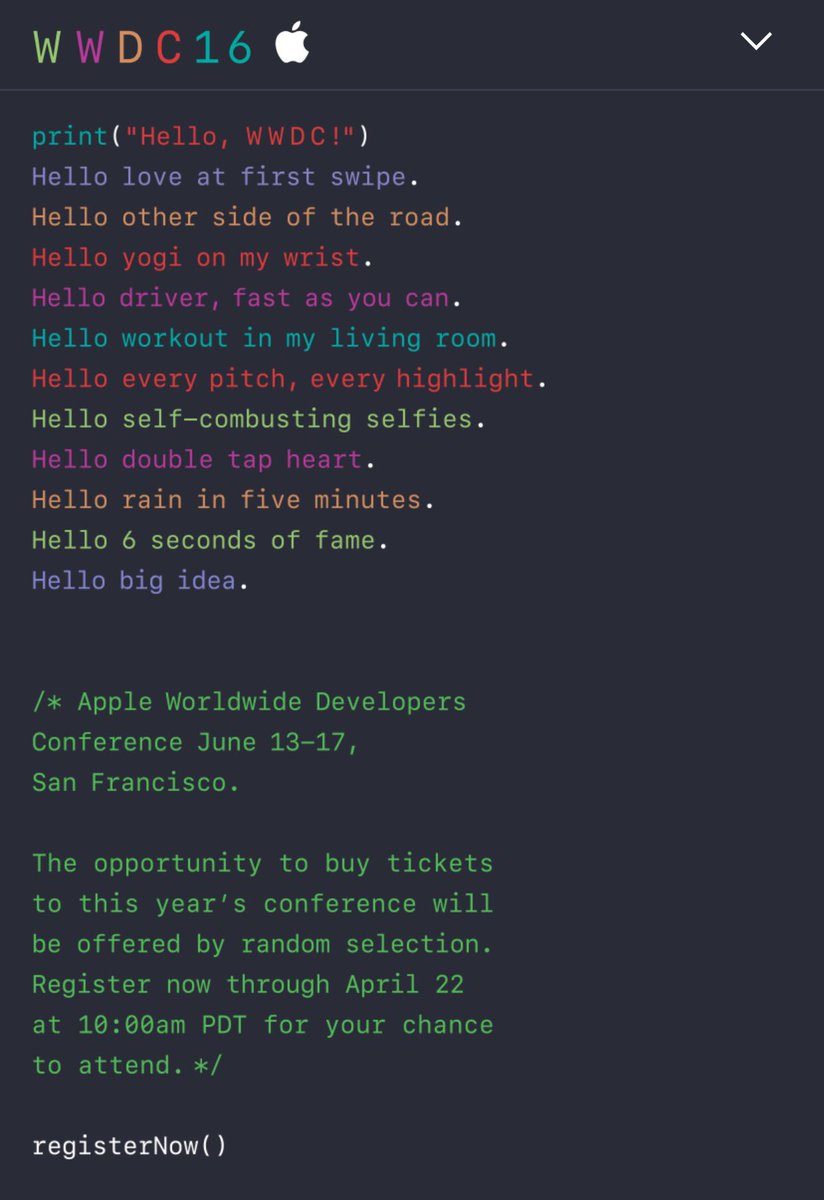 WWDC16
print("Hello, WWDC!")
Hello love at first swipe.
Hello other side of the road.
Hello yogi on my wrist.
Hello driver, fast as you can.
Hello workout in my living room.
Hello every pitch, every highlight.
Hello self-combusting selfies.
Hello double tap heart.
Hello rain in five minutes.
Hello 6 seconds of fame.
Hello big idea.
/* Apple Worldwide Developers
Conference June 13–17,
San Francisco.
The opportunity to buy tickets
to this year’s conference will
be offered by random selection.
Register now through April 22
at 10:00am PDT for your chance
to attend. */
registerNow()